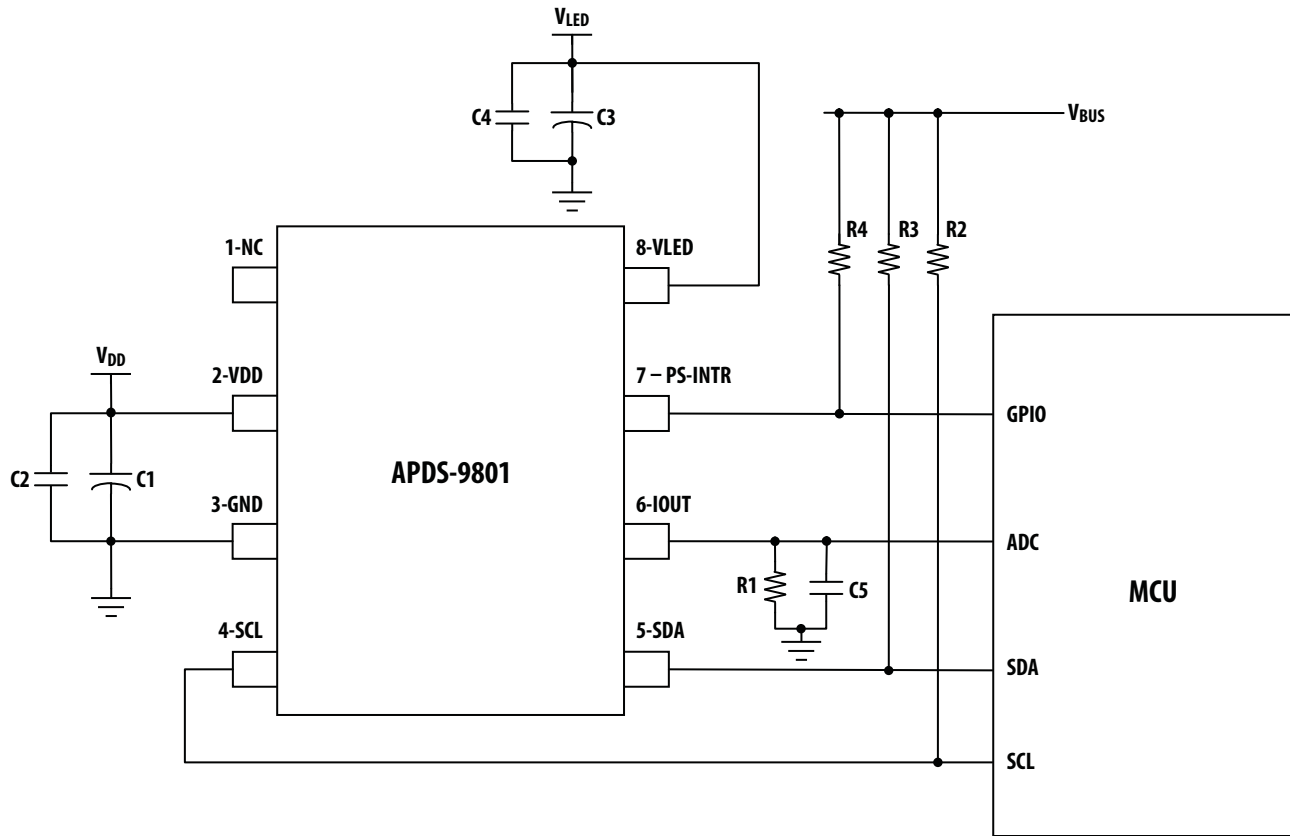 VLED
C4
C3
VBUS
1-NC
8-VLED
R4
R3
R2
VDD
2-VDD
7 – PS-INTR
GPIO
C2
C1
APDS-9801
3-GND
6-IOUT
ADC
R1
C5
MCU
4-SCL
5-SDA
SDA
SCL